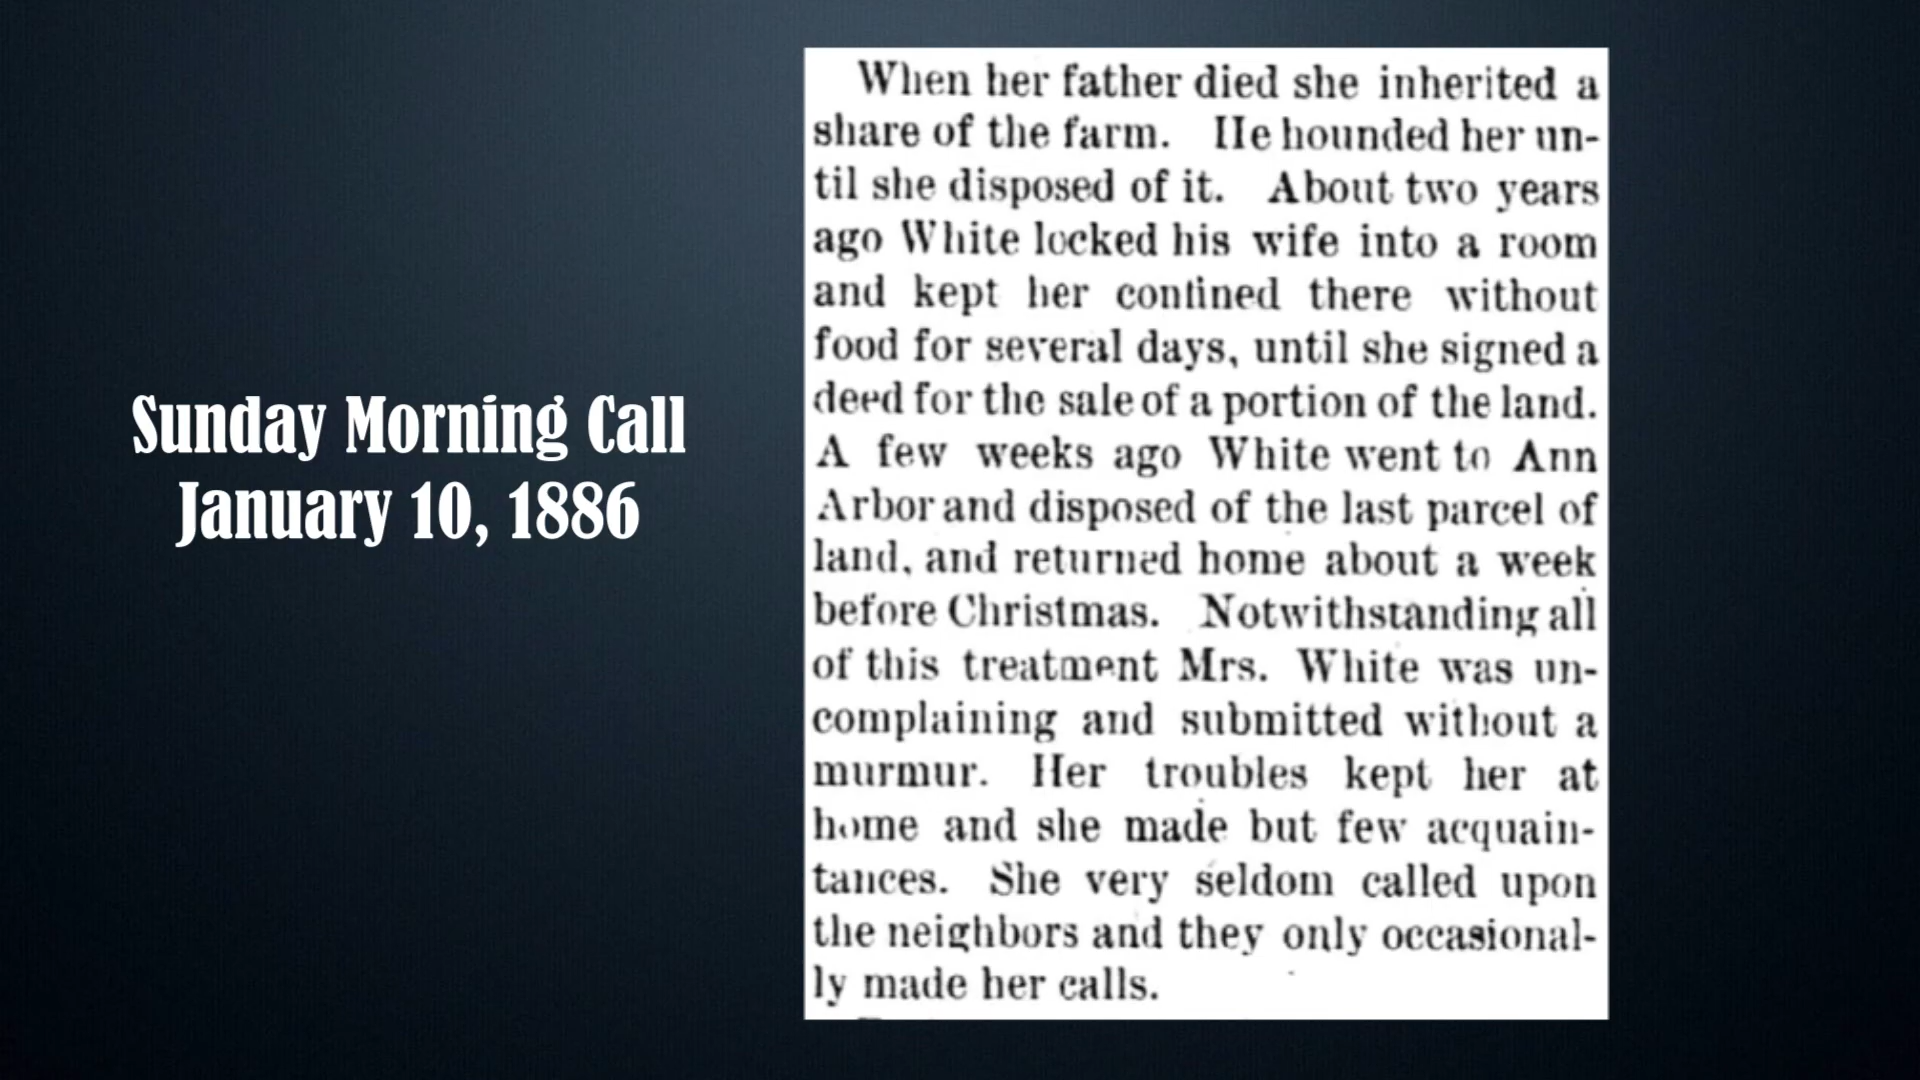 Sunday Morning Call
January 10, 1886
When her father died she inherited a
share of the farm. He hounded her un-
til she disposed of it. About two years
ago White locked his wife into a room
and kept her confined there without
food for several days, until she signed a
deed for the sale of a portion of the land.
A few weeks ago White went to Ann
Arbor and disposed of the last parcel of
land, and returned home about a week
before Christmas. Notwithstanding all
of this treatment Mrs. White was un-
complaining and submitted without a
murmur. Her troubles kept her at
home and she made but few acquain-
tances. She very seldom called upon
the neighbors and they only occasional-
ly made her calls.